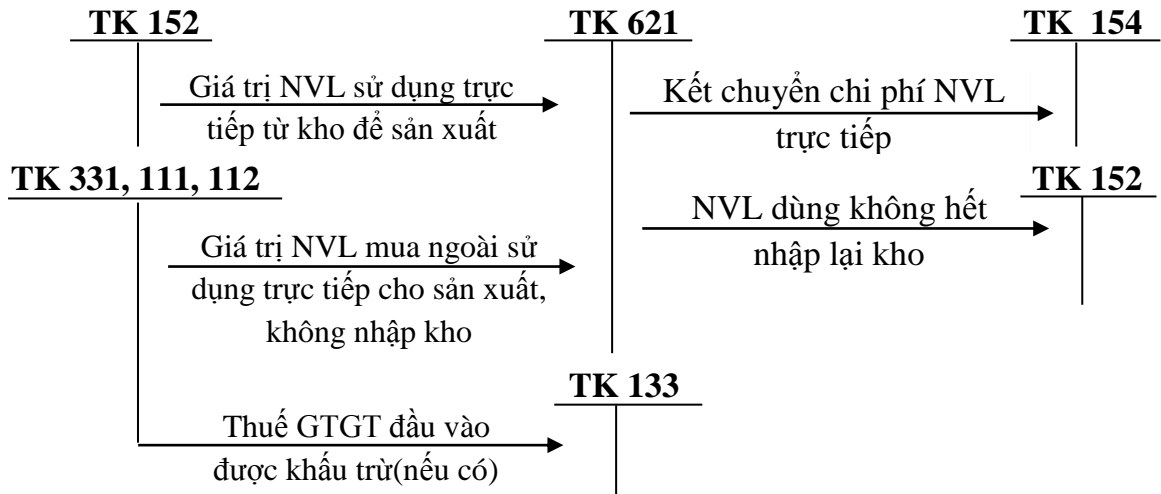 TK 152
TK 621
TK 154
Giá trị NVL sử dụng trực
tiếp từ kho để sản xuất
Kết chuyển chi phí NVL
trực tiếp
TK 331, 111, 112
TK 152
NVL dùng không hết
nhập lại kho
Giá trị NVL mua ngoài sử
dụng trực tiếp cho sản xuất,
không nhập kho
TK 133
Thuế GTGT đầu vào
được khấu trừ(nếu có)